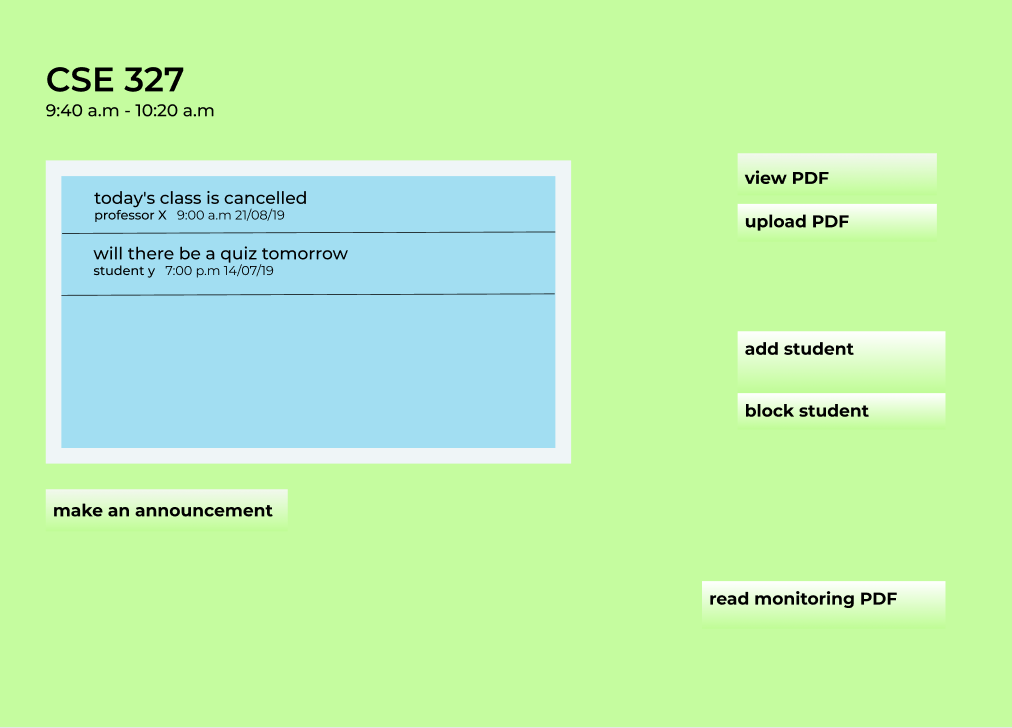 CSE 327
9:40 a.m - 10:20 a.m
today's class is cancelled
professor X 9:00 a.m 21/08/19
will there be a quiz tomorrow
student y 7:00 p.m 14/07/19
make an announcement
view PDF
upload PDF
add student
block student
read monitoring PDF